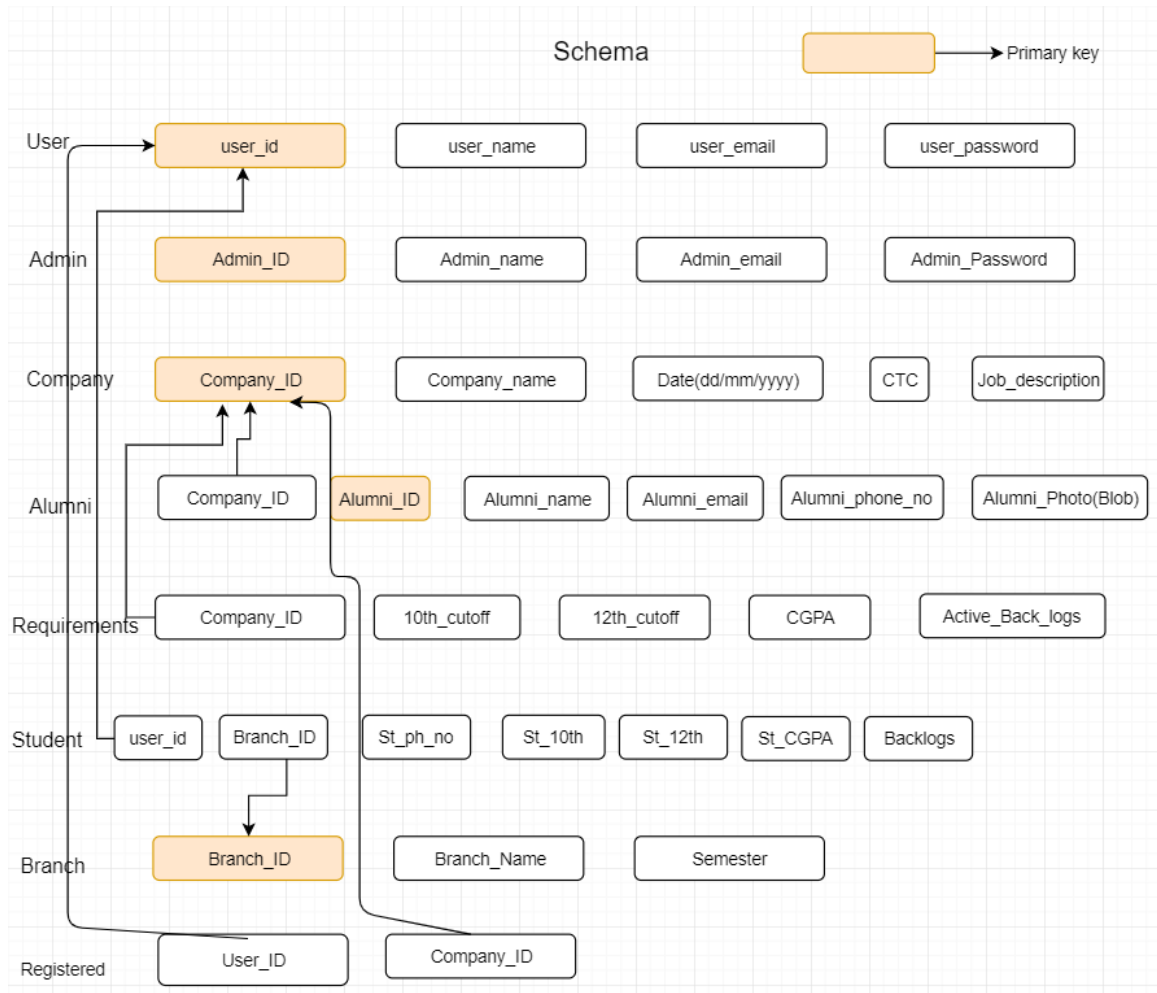 Schema
Primary key
User
user_id
user_name
user_email
user_password
Admin
Admin_ID
Admin_name
Admin_email
Admin_Password
Company
Company_ID
Company_name
Date(dd/mm/yyyy)
CTC
Job_description
Alumni
Company_ID
Alumni_ID
Alumni_name
Alumni_email
Alumni_phone_no
Alumni_Photo(Blob)
Requirements
Company_ID
10th_cutoff
12th_cutoff
CGPA
Active_Back_logs
Student
user_id
Branch_ID
St_ph_no
St_10th
St_12th
St_CGPA
Backlogs
Branch
Branch_ID
Branch_Name
Semester
Registered
User_ID
Company_ID